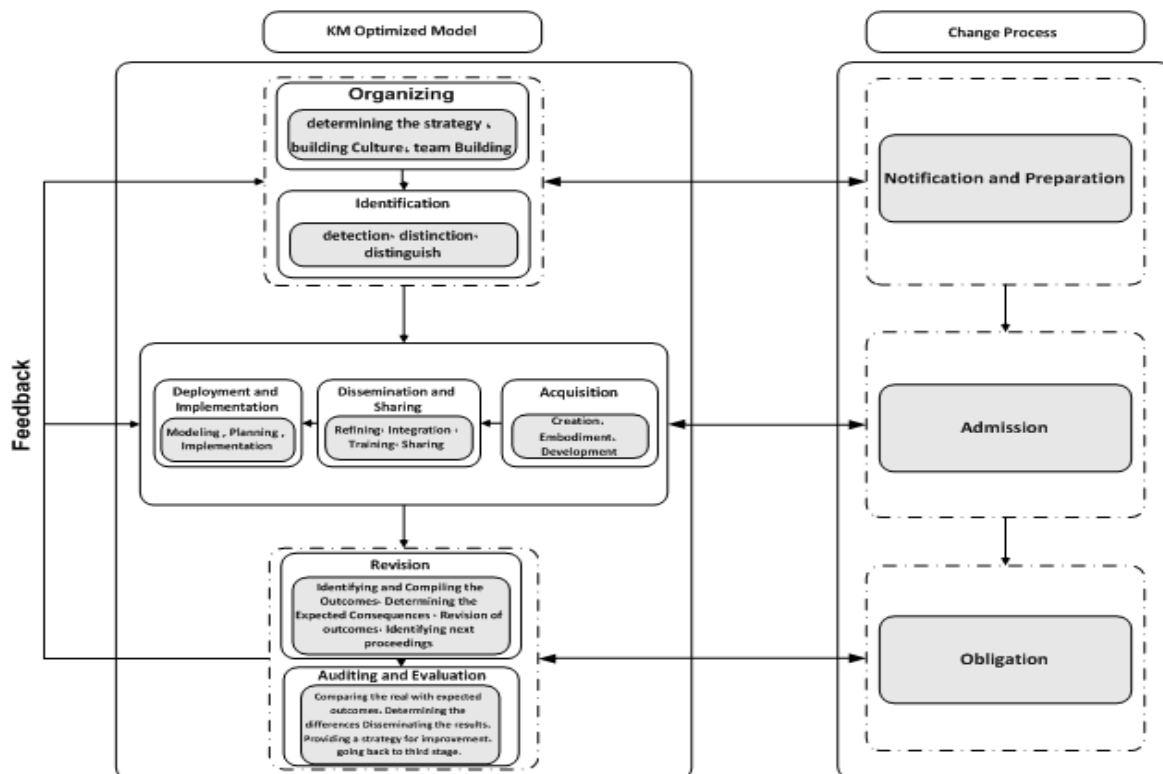 KM Optimized Model
Change Process
Organizing
determining the strategy、
building Culture、team Building
Identification
detection، distinction،
distinguish
Notification and Preparation
Feedback
Deployment and
Implementation
Modeling , Planning ,
Implementation
Dissemination and
Sharing
Refining، Integration ،
Training، Sharing
Acquisition
Creation、
Embodiment、
Development
Admission
Revision
Identifying and Compiling the
Outcomes، Determining the
Expected Consequences ، Revision of
outcomes، Identifying next
proceedings
Auditing and Evaluation
Comparing the real with expected
outcomes、Determining the
differences Disseminating the results、
Providing a strategy for improvement、
going back to third stage.
Obligation